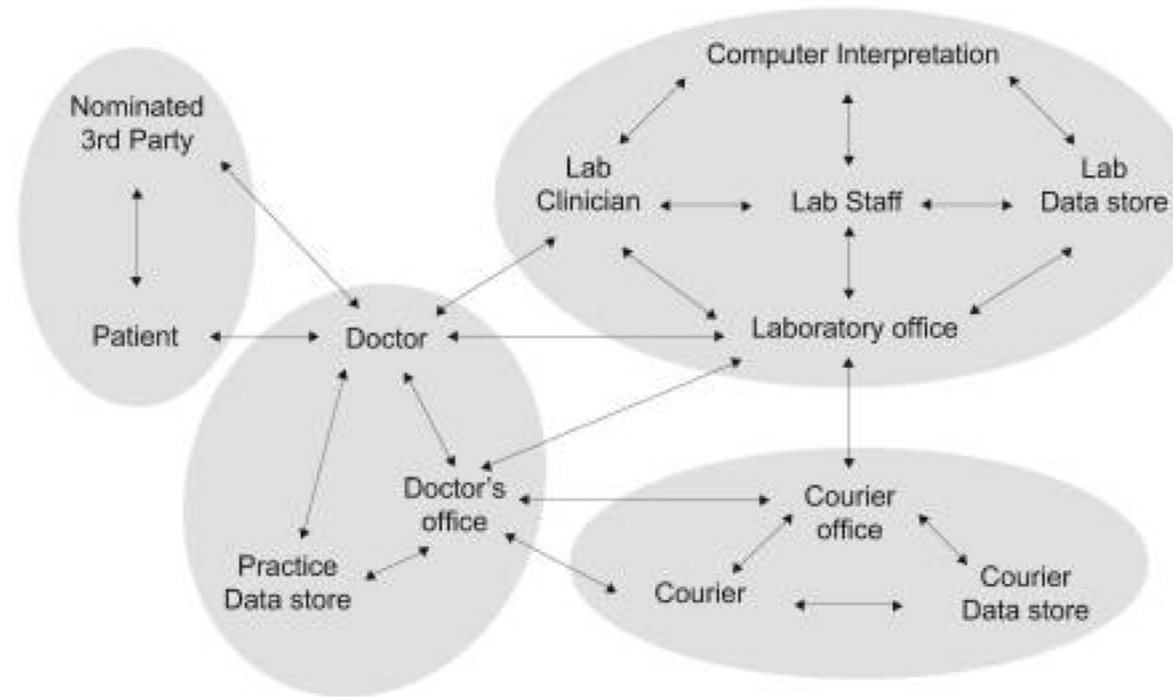 Computer Interpretation
Nominated
3rd Party
Lab
Clinician
Lab Staff
Lab
Data store
Patient
Doctor
Laboratory office
Doctor's
office
Courier
office
Practice
Data store
Courier
Courier
Data store